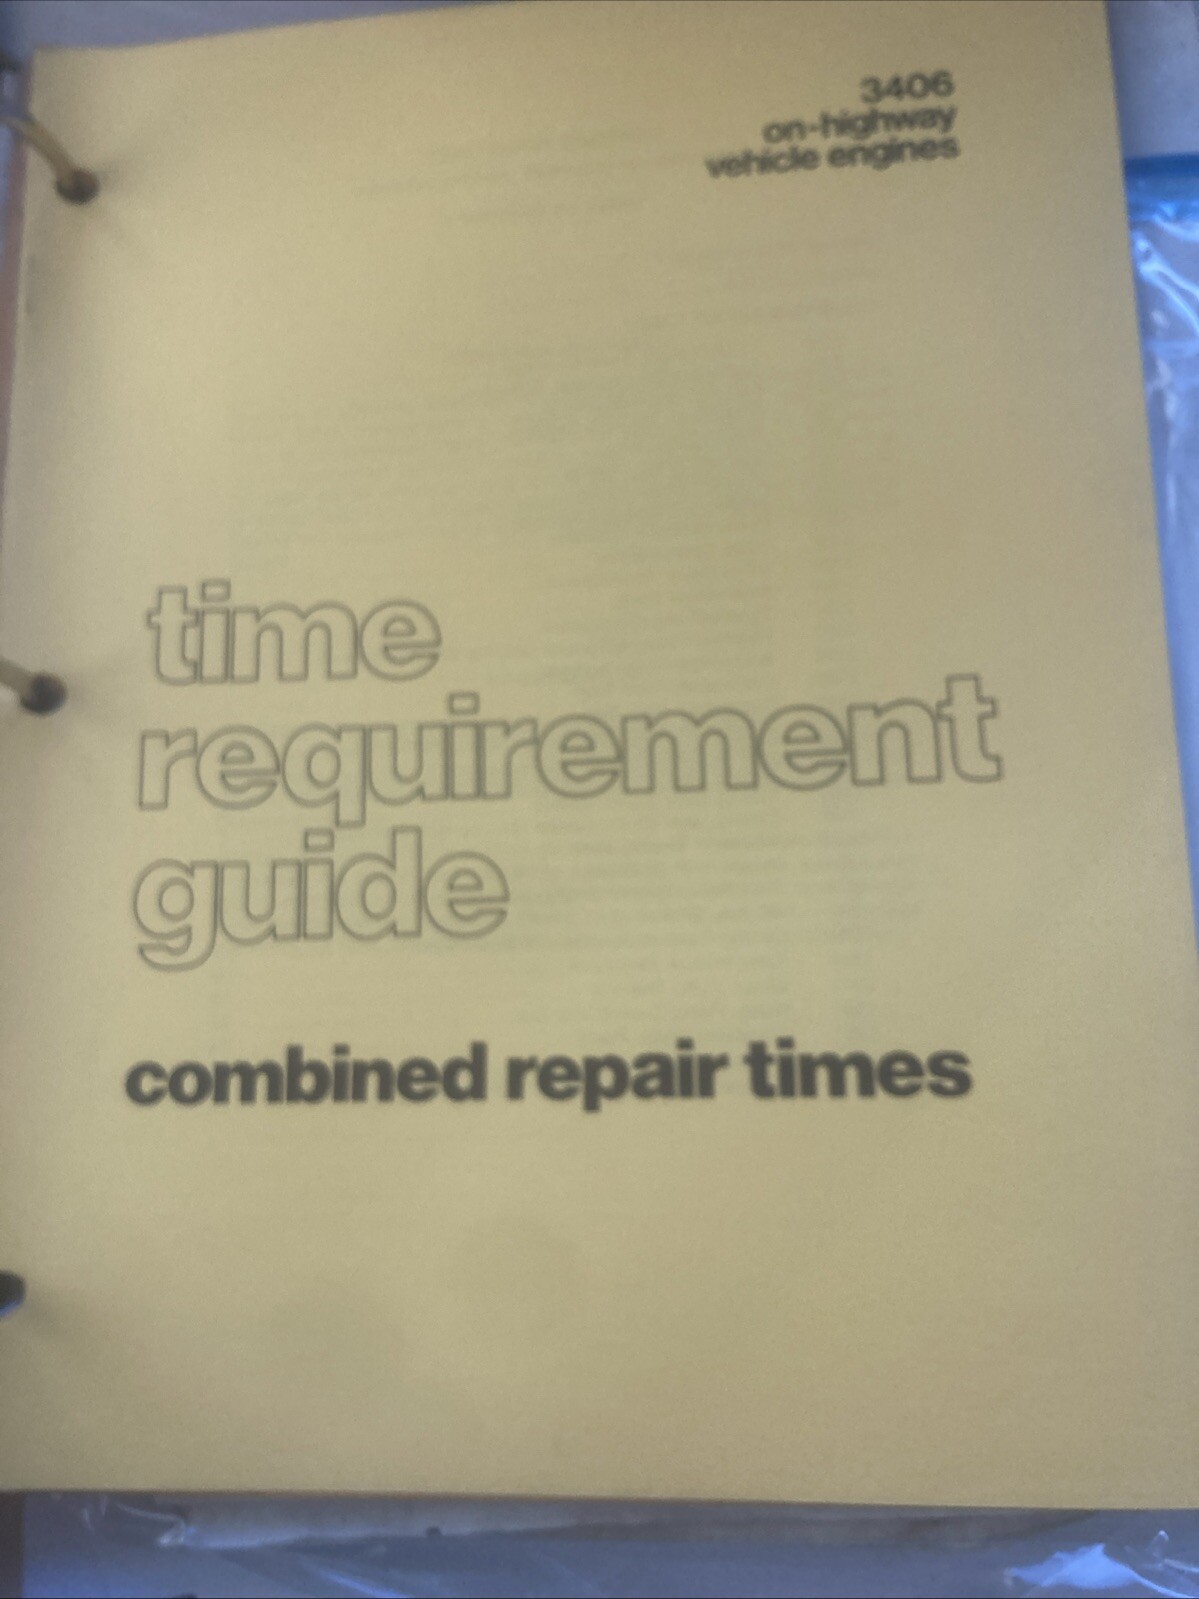 3406
on-highway
vehicle engines
time
requirement
guide
combined repair times